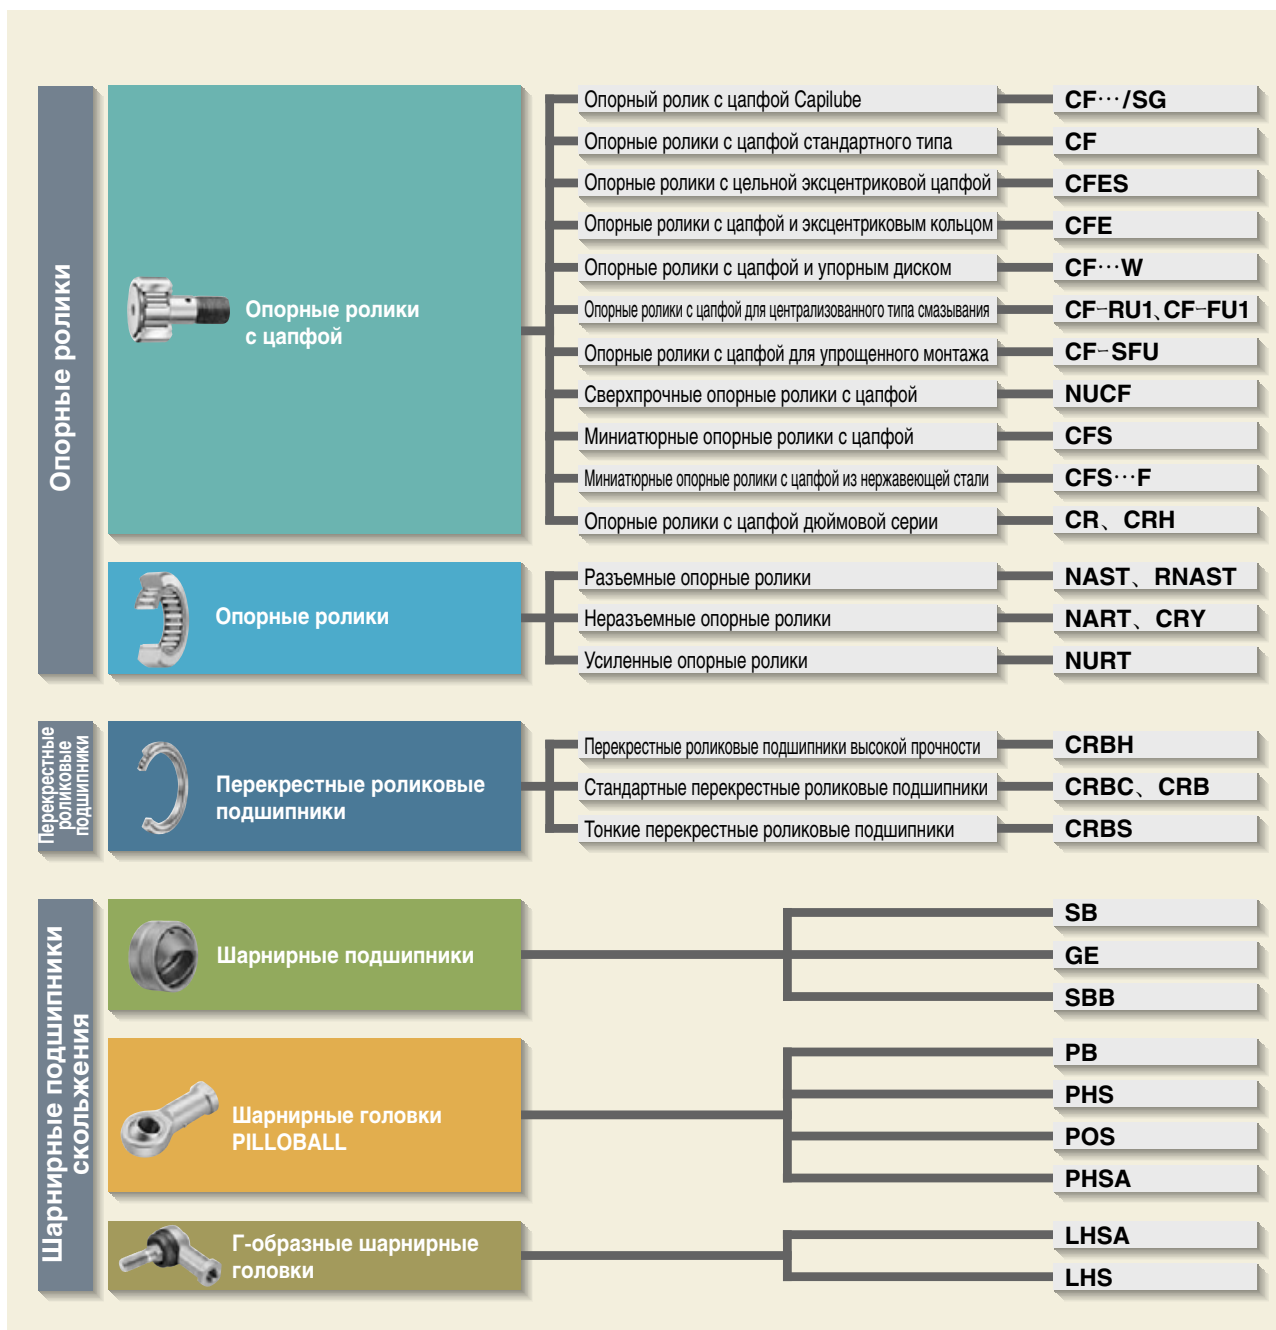 Опорные ролики
Опорные ролики
с цапфой
Опорный ролик с цапфой Capilube
CF···/SG
Опорные ролики с цапфой стандартного типа
CF
Опорные ролики с цельной эксцентриковой цапфой
CFES
Опорные ролики с цапфой и эксцентриковым кольцом
CFE
Опорные ролики с цапфой и упорным диском
CF···W
Опорные ролики с цапфой для централизованного типа смазывания
CF-RU1、CF-FU1
Опорные ролики с цапфой для упрощенного монтажа
CF-SFU
Сверхпрочные опорные ролики с цапфой
NUCF
Миниатюрные опорные ролики с цапфой
CFS
Миниатюрные опорные ролики с цапфой из нержавеющей стали
CFS···F
Опорные ролики с цапфой дюймовой серии
CR、CRH
Опорные ролики
Разъемные опорные ролики
NAST、RNAST
Неразъемные опорные ролики
NART、CRY
Усиленные опорные ролики
NURT
Перекрестные
роликовые
подшипники
Перекрестные роликовые
подшипники
Перекрестные роликовые подшипники высокой прочности
CRBH
Стандартные перекрестные роликовые подшипники
CRBC、CRB
Тонкие перекрестные роликовые подшипники
CRBS
Шарнирные подшипники
скольжения
Шарнирные подшипники
SB
GE
SBB
Шарнирные головки
PILLOBALL
PB
PHS
POS
PHSA
Г-образные шарнирные
головки
LHSA
LHS